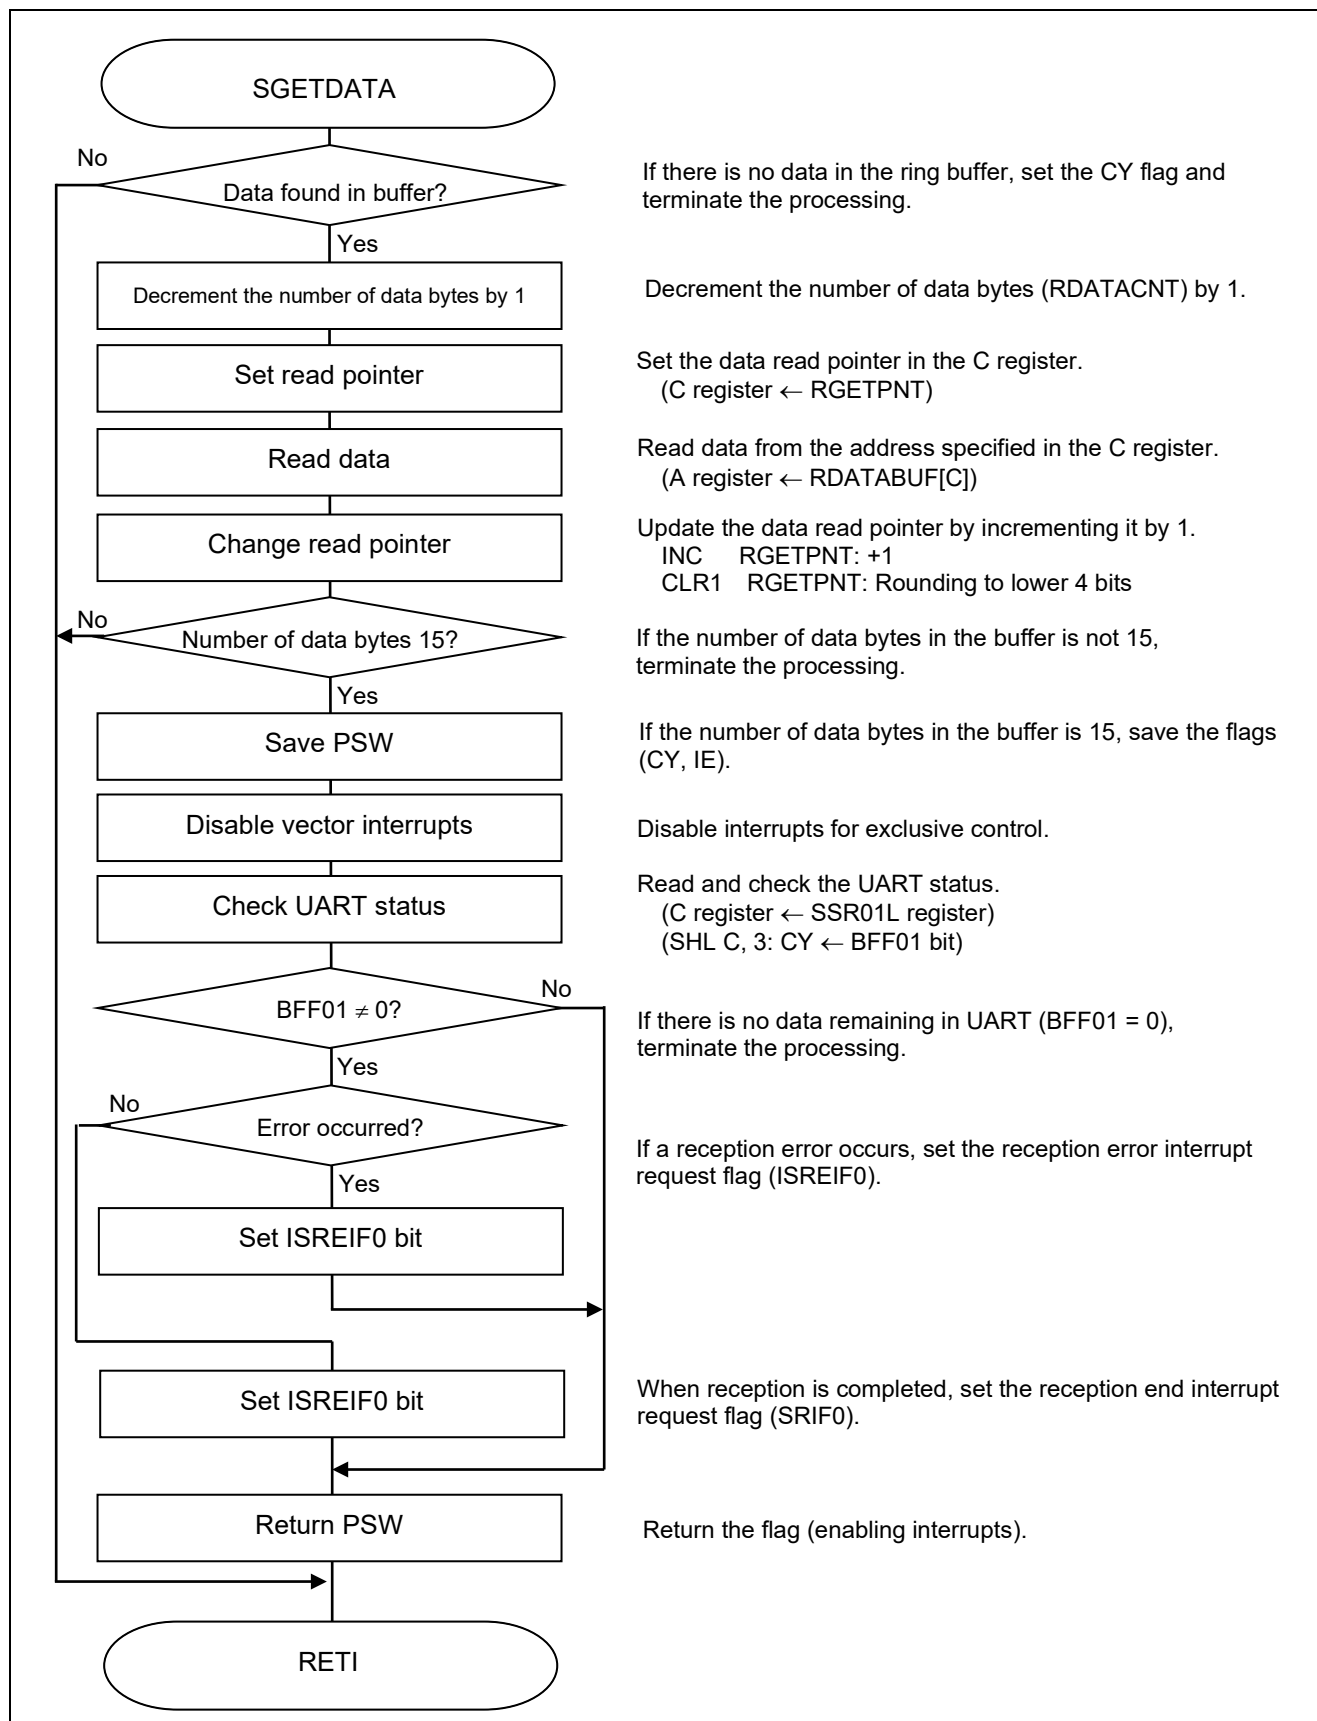 SGETDATA
No
Data found in buffer?
If there is no data in the ring buffer, set the CY flag and
terminate the processing.
Yes
Decrement the number of data bytes by 1
Decrement the number of data bytes (RDATACNT) by 1.
Set read pointer
Set the data read pointer in the C register.
(C register ← RGETPNT)
Read data
Read data from the address specified in the C register.
(A register ← RDATABUF[C])
Change read pointer
Update the data read pointer by incrementing it by 1.
INC RGETPNT: +1
CLR1 RGETPNT: Rounding to lower 4 bits
No
Number of data bytes 15?
If the number of data bytes in the buffer is not 15,
terminate the processing.
Yes
Save PSW
If the number of data bytes in the buffer is 15, save the flags
(CY, IE).
Disable vector interrupts
Disable interrupts for exclusive control.
Check UART status
Read and check the UART status.
(C register ← SSR01L register)
(SHL C, 3: CY ← BFF01 bit)
BFF01 ≠ 0?
No
If there is no data remaining in UART (BFF01 = 0),
terminate the processing.
Yes
No
Error occurred?
If a reception error occurs, set the reception error interrupt
request flag (ISREIF0).
Yes
Set ISREIF0 bit
Set ISREIF0 bit
When reception is completed, set the reception end interrupt
request flag (SRIF0).
Return PSW
Return the flag (enabling interrupts).
RETI